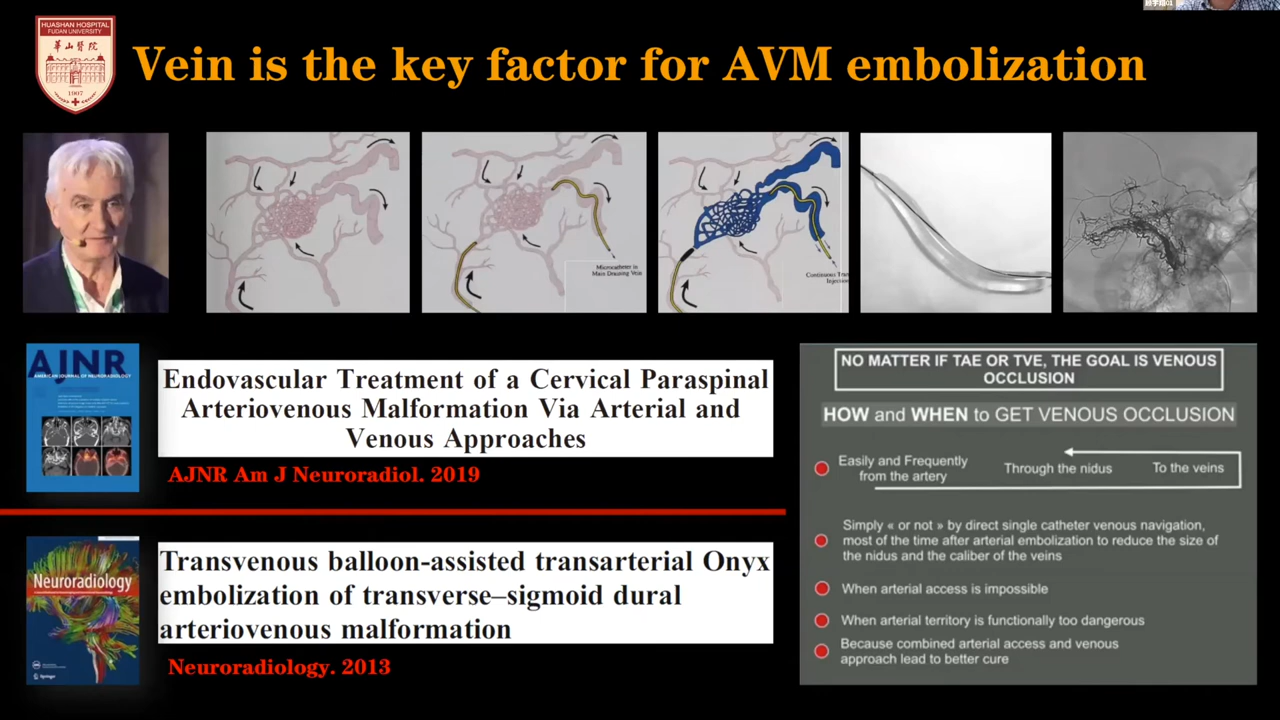 HUASHAN HOSPITAL
FUDAN UNIVERSITY
華山醫院
1907
Vein is the key factor for AVM embolization
Microcatheter in
Main Draining Vein
Continuous
Injection
AJNR
AMERICAN JOURNAL OF NEURORADIOLOGY
Endovascular Treatment of a Cervical Paraspinal
Arteriovenous Malformation Via Arterial and
Venous Approaches
AJNR Am J Neuroradiol. 2019
Neuroradiology
Springer
Transvenous balloon-assisted transarterial Onyx
embolization of transverse–sigmoid dural
arteriovenous malformation
Neuroradiology. 2013
NO MATTER IF TAE OR TVE, THE GOAL IS VENOUS
OCCLUSION
HOW and WHEN to GET VENOUS OCCLUSION
Easily and Frequently
from the artery
Through the nidus
To the veins
Simply « or not » by direct single catheter venous navigation,
most of the time after arterial embolization to reduce the size of
the nidus and the caliber of the veins
When arterial access is impossible
When arterial territory is functionally too dangerous
Because combined arterial access and venous
approach lead to better cure